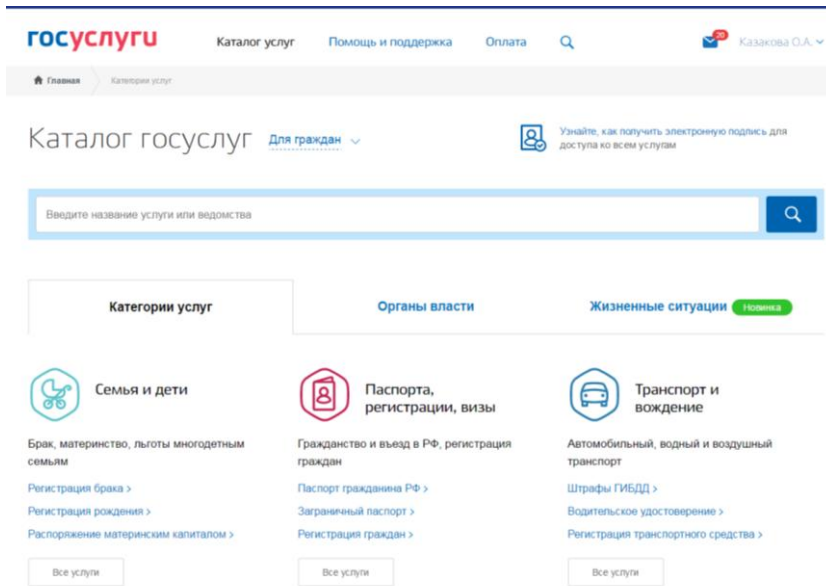 госуслуги
Каталог услуг
Помощь и поддержка
Оплата
20
Казакова О.А.
Главная
Категории услуг
Каталог госуслуг
Для граждан
Узнайте, как получить электронную подпись для
доступа ко всем услугам
Введите название услуги или ведомства
Категории услуг
Органы власти
Жизненные ситуации
Новинка
Семья и дети
Брак, материнство, льготы многодетным
семьям
Регистрация брака >
Регистрация рождения >
Распоряжение материнским капиталом >
Все услуги
Паспорта,
регистрации, визы
Гражданство и въезд в РФ, регистрация
граждан
Паспорт гражданина РФ >
Заграничный паспорт >
Регистрация граждан >
Все услуги
Транспорт и
вождение
Автомобильный, водный и воздушный
транспорт
Штрафы ГИБДД >
Водительское удостоверение >
Регистрация транспортного средства >
Все услуги